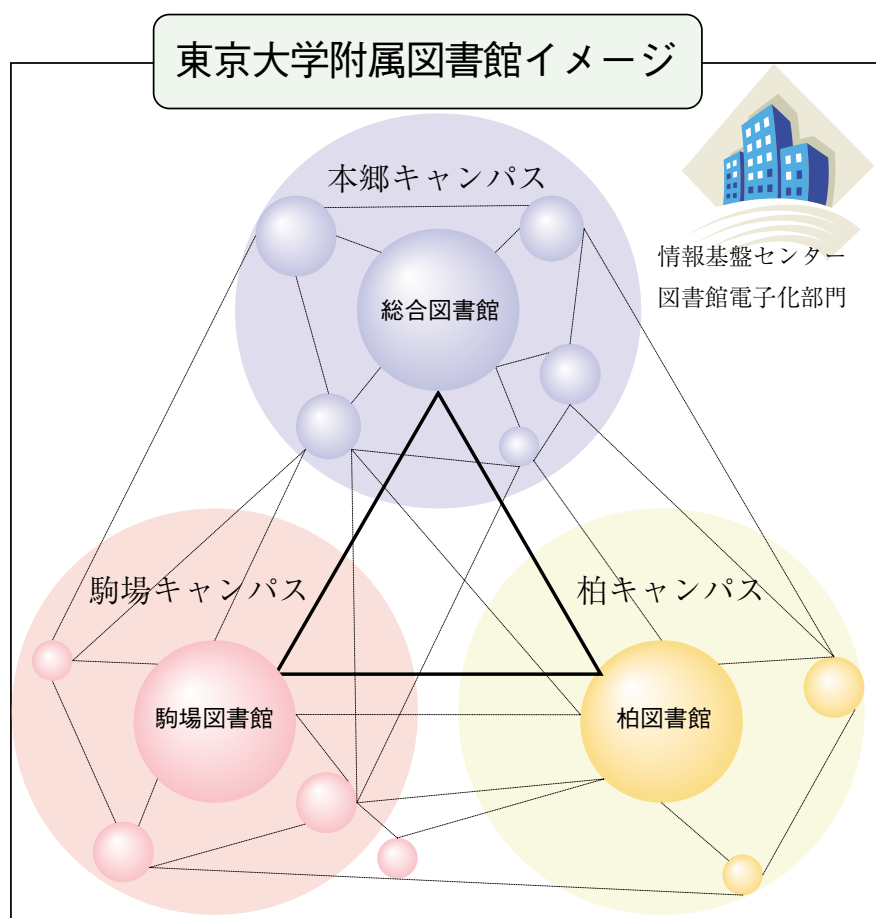 東京大学附属図書館イメージ
本郷キャンパス
情報基盤センター
図書館電子化部門
総合図書館
駒場キャンパス
柏キャンパス
駒場図書館
柏図書館